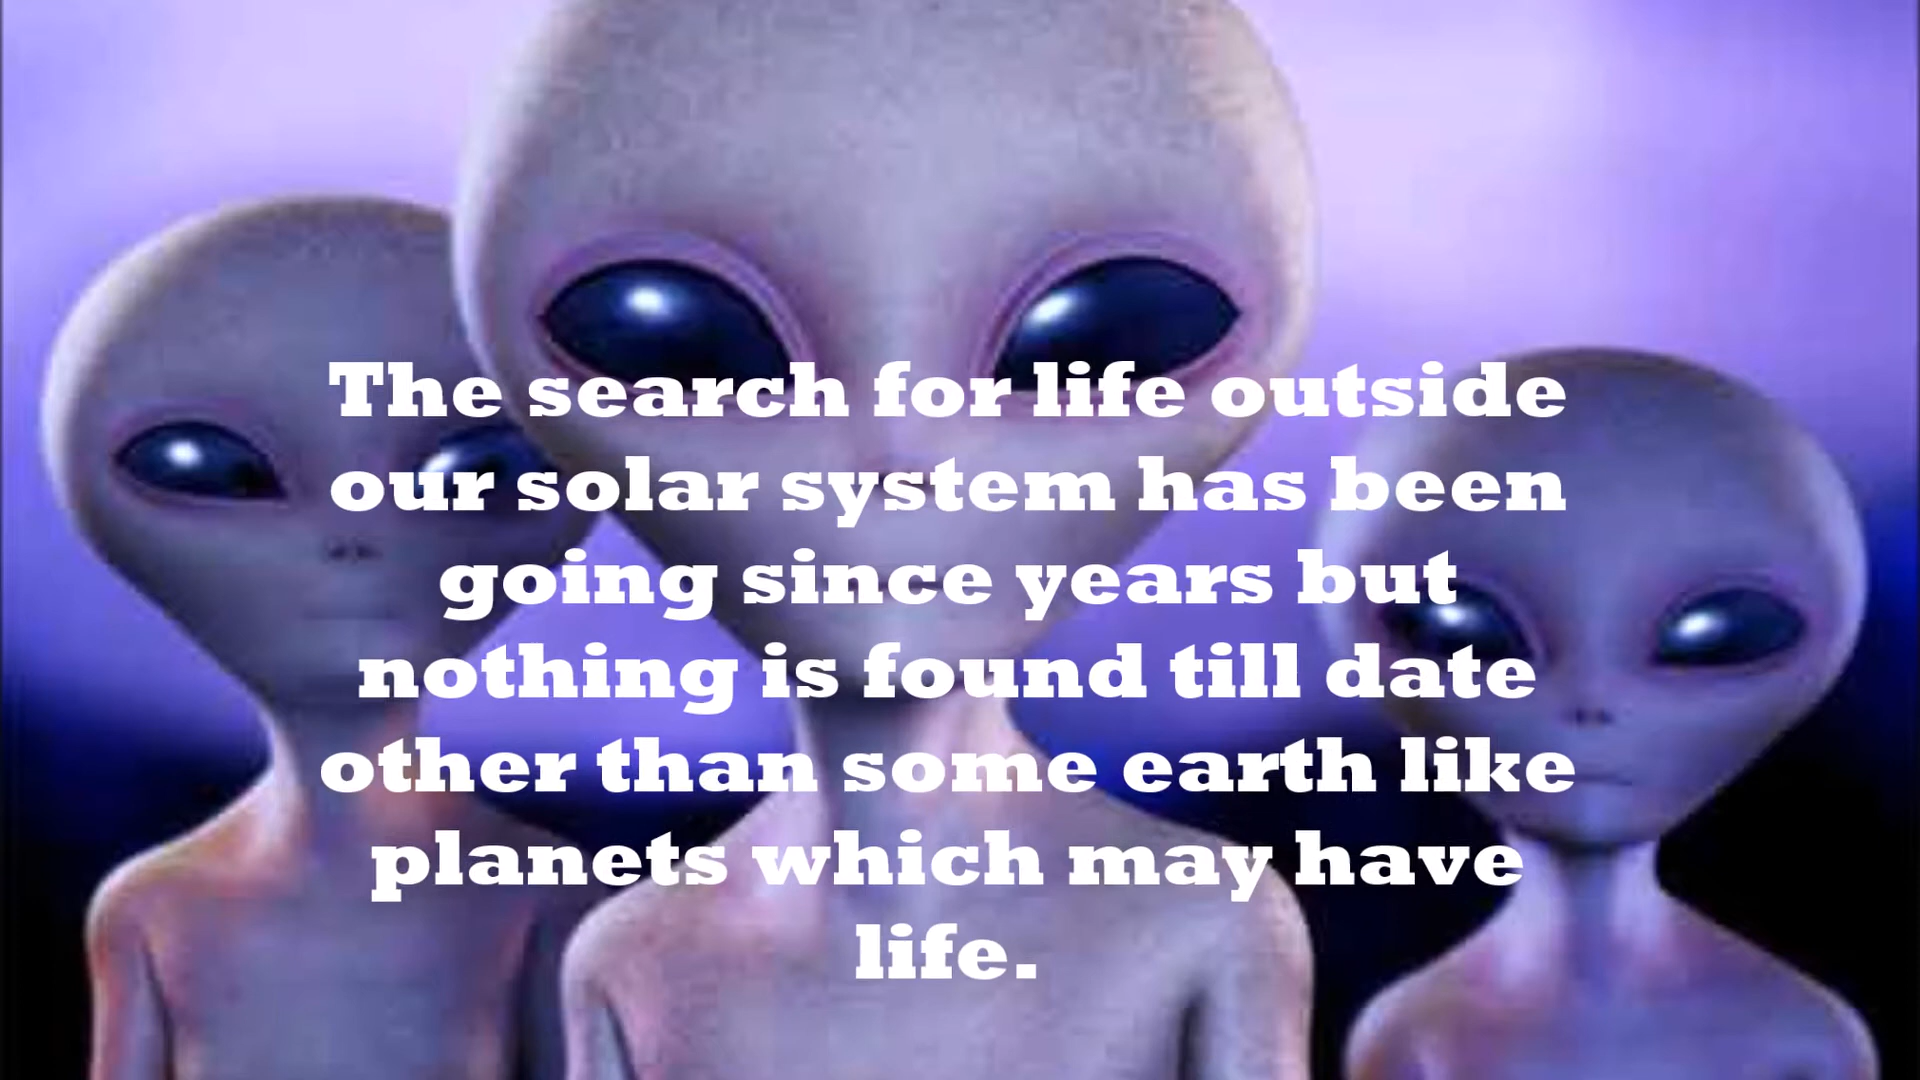 The search for life outside
our solar system has been
going since years but
nothing is found till date
other than some earth like
planets which may have
life.